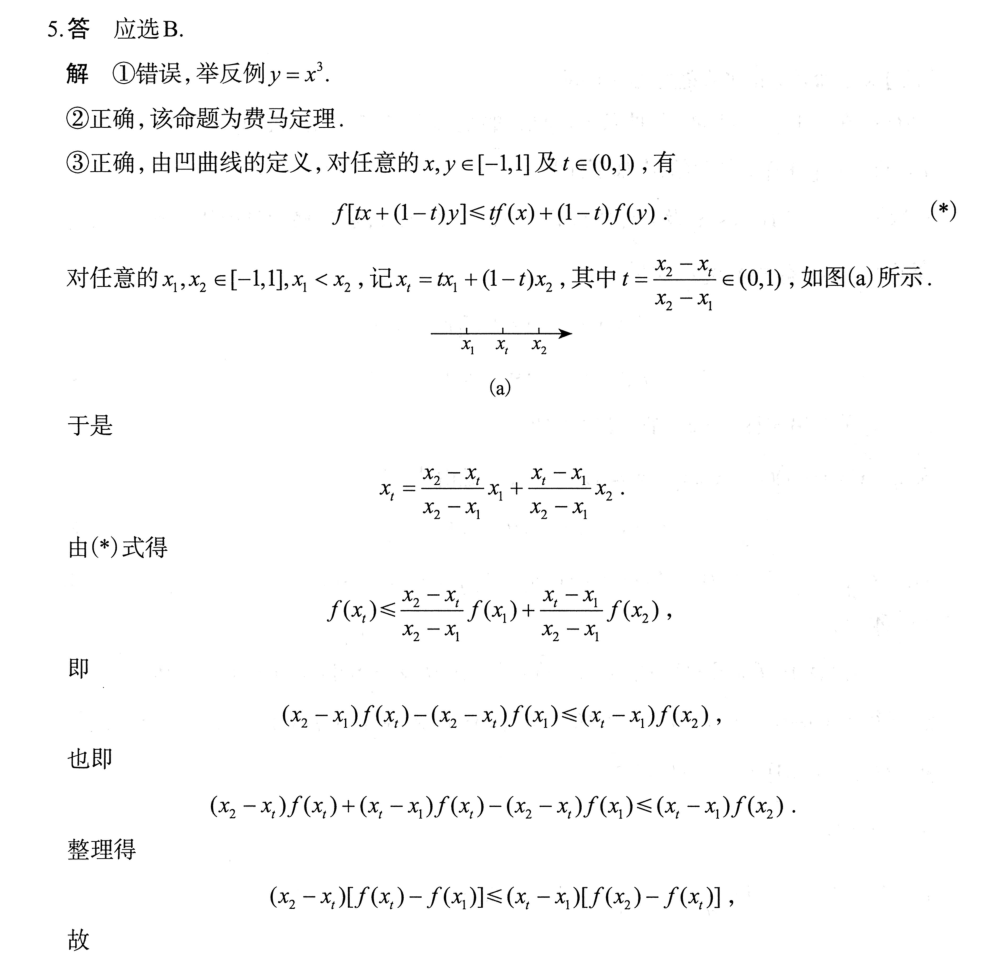 5.答 应选B.
解 ①错误,举反例y=x³.
②正确,该命题为费马定理.
③正确,由凹曲线的定义,对任意的x,y∈[−1,1]及t∈(0,1),有
f[tx+(1−t)y]≤tf(x)+(1−t)f(y). (*)
对任意的x₁,x₂∈[−1,1],x₁<x₂,记xₜ=tx₁+(1−t)x₂,其中t=\frac{x₂−xₜ}{x₂−x₁}∈(0,1),如图(a)所示.
x₁ xₜ x₂
(a)
于是
xₜ=\frac{x₂−xₜ}{x₂−x₁}x₁+\frac{xₜ−x₁}{x₂−x₁}x₂.
由(*)式得
f(xₜ)≤\frac{x₂−xₜ}{x₂−x₁}f(x₁)+\frac{xₜ−x₁}{x₂−x₁}f(x₂),
即
(x₂−x₁)f(xₜ)−(x₂−xₜ)f(x₁)≤(xₜ−x₁)f(x₂),
也即
(x₂−xₜ)f(xₜ)+(xₜ−x₁)f(xₜ)−(x₂−xₜ)f(x₁)≤(xₜ−x₁)f(x₂).
整理得
(x₂−xₜ)[f(xₜ)−f(x₁)]≤(xₜ−x₁)[f(x₂)−f(xₜ)],
故